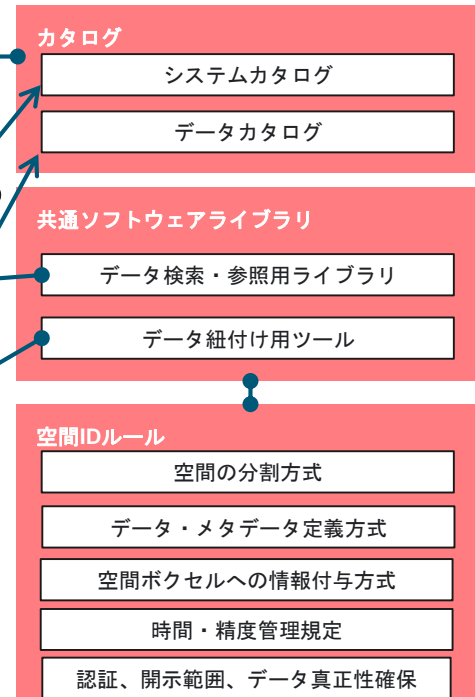 カタログ
システムカタログ
データカタログ
共通ソフトウェアライブラリ
データ検索・参照用ライブラリ
データ紐付け用ツール
空間IDルール
空間の分割方式
データ・メタデータ定義方式
空間ボクセルへの情報付与方式
時間・精度管理規定
認証、開示範囲、データ真正性確保